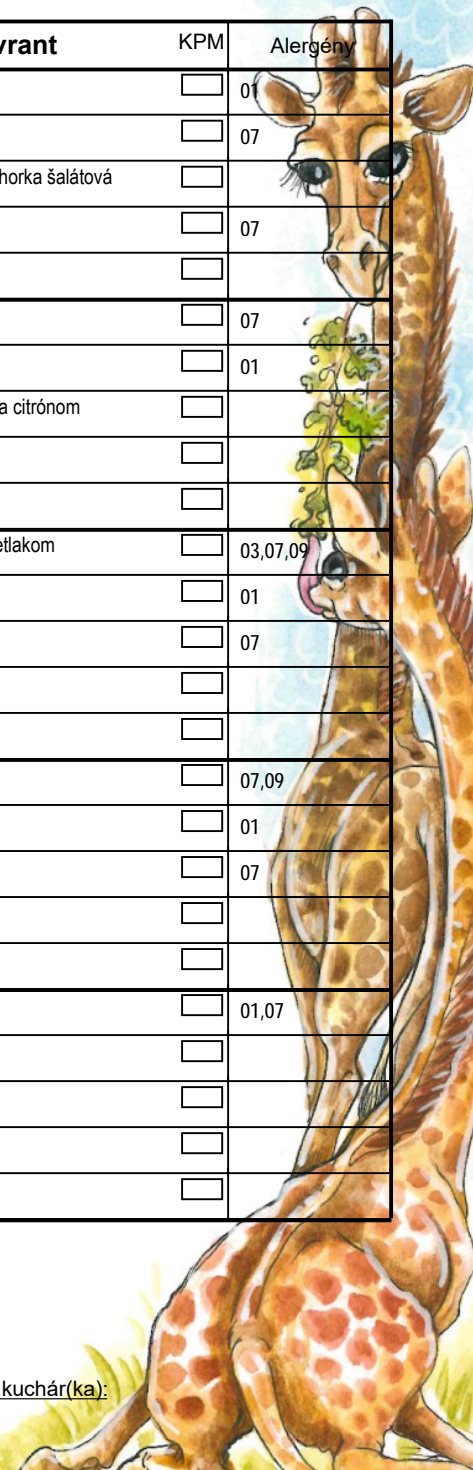 vrant KPM Alergény
01
07
horka šalátová
07
07
01
a citrónom
etlakom 03,07,09
01
07
07,09
01
07
01,07
kuchár(ka):